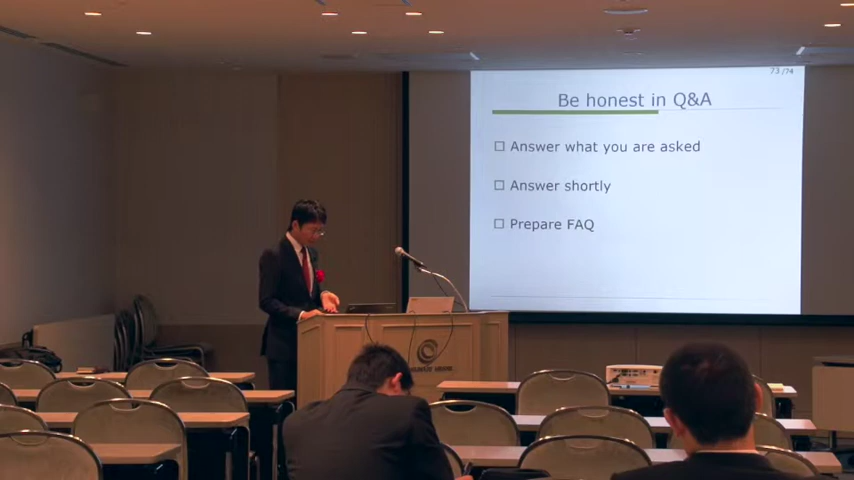 73 /74
Be honest in Q&A
Answer what you are asked
Answer shortly
Prepare FAQ